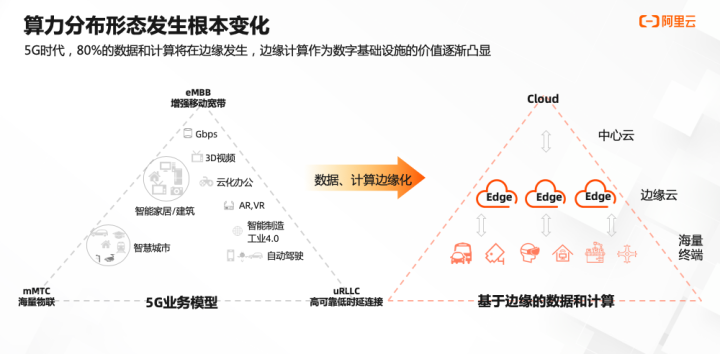 算力分布形态发生根本变化
阿里云
5G时代，80%的数据和计算将在边缘发生，边缘计算作为数字基础设施的价值逐渐凸显
eMBB
增强移动宽带
Gbps
3D视频
云化办公
智能家居/建筑
AR,VR
智能制造
工业4.0
智慧城市
自动驾驶
mMTC
海量物联
5G业务模型
uRLLC
高可靠低时延连接
数据、计算边缘化
Cloud
中心云
Edge
Edge
Edge
边缘云
海量
终端
基于边缘的数据和计算